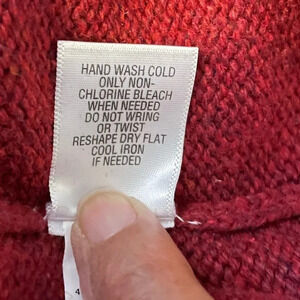 HAND WASH COLD
ONLY NON-
CHLORINE BLEACH
WHEN NEEDED
DO NOT WRING
OR TWIST
RESHAPE DRY FLAT
COOL IRON
IF NEEDED
4